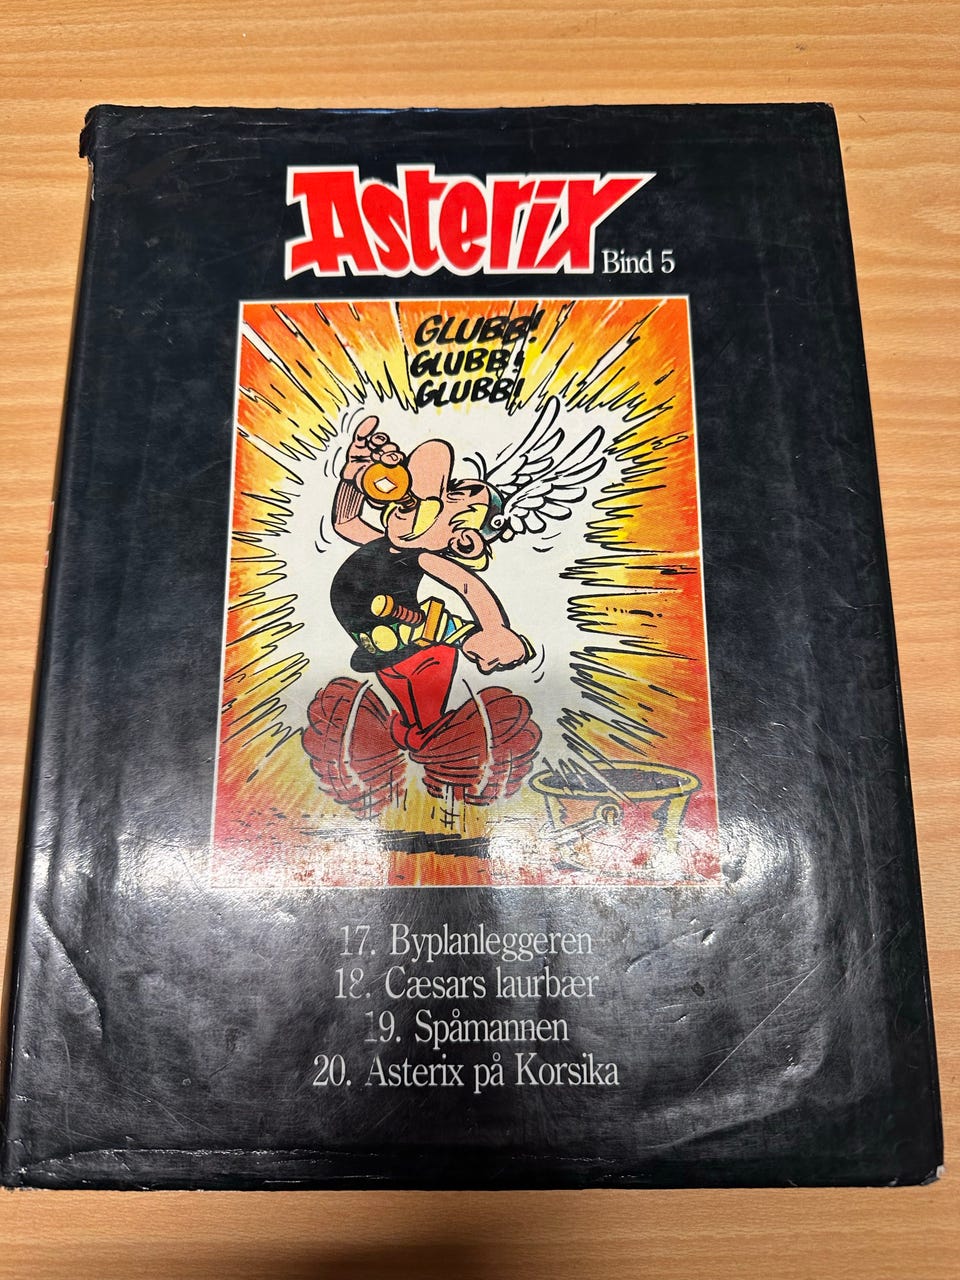 Asterix
Bind 5
GLUBB!
GLUBB!
GLUBB!
17. Byplanleggeren
18. Cæsars laurbær
19. Spåmannen
20. Asterix på Korsika